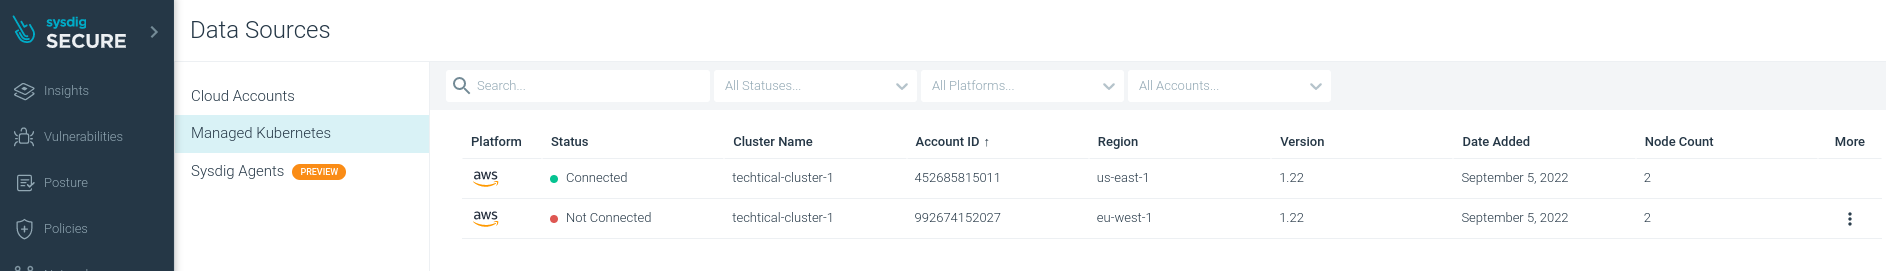 sysdig
SECURE
Data Sources
Insights
Vulnerabilities
Posture
Policies
Cloud Accounts
Managed Kubernetes
Sysdig Agents PREVIEW
Search... All Statuses... All Platforms... All Accounts...
Platform Status Cluster Name Account ID ↑ Region Version Date Added Node Count More
aws Connected techtical-cluster-1 452685815011 us-east-1 1.22 September 5, 2022 2
aws Not Connected techtical-cluster-1 992674152027 eu-west-1 1.22 September 5, 2022 2